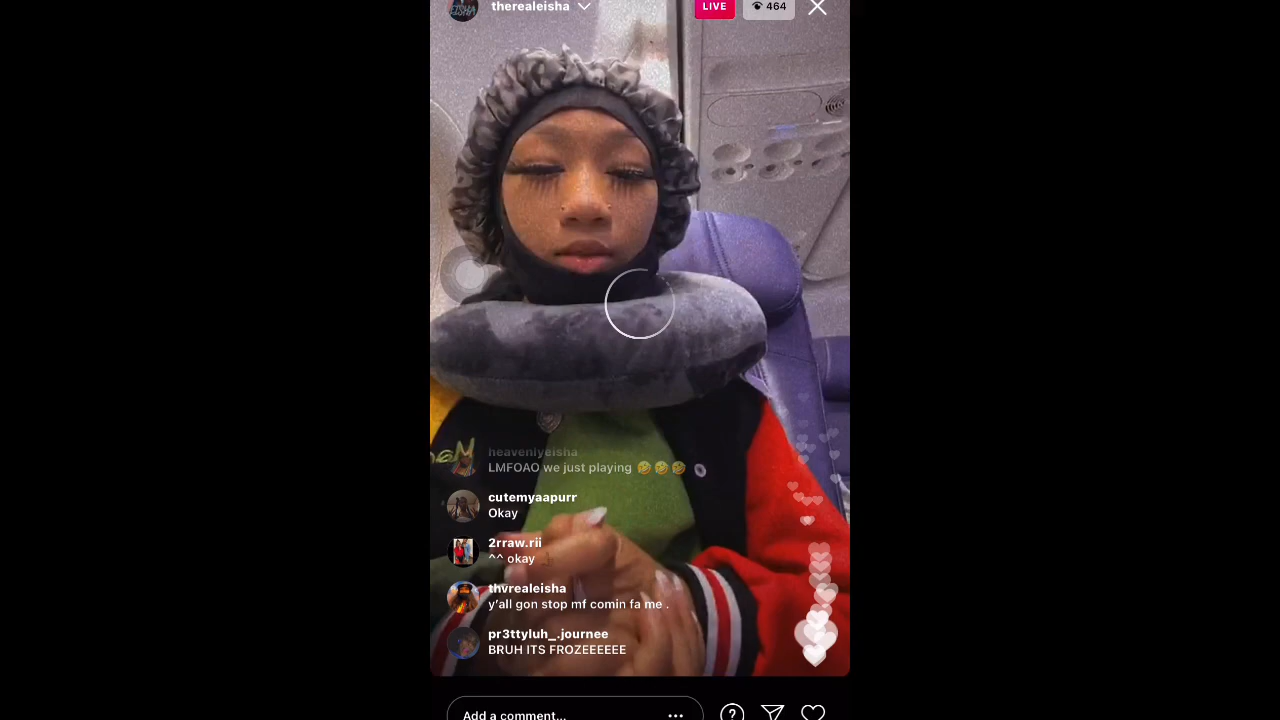 therealeisha
LIVE
464
heavenlyeisha
LMFOAO we just playing 🤣🤣🤣
cutemyaapurr
Okay
2rraw.rii
^^ okay
thvrealeisha
y'all gon stop mf comin fa me .
pr3ttyluh_.journee
BRUH ITS FROZEEEEEE
Add a comment...